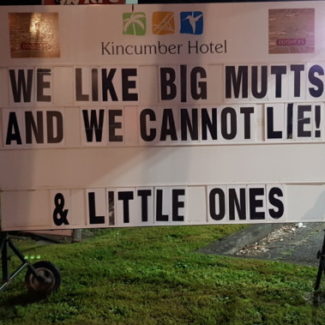 Kincumber Hotel
WE LIKE BIG MUTTS
AND WE CANNOT LIE!
& LITTLE ONES